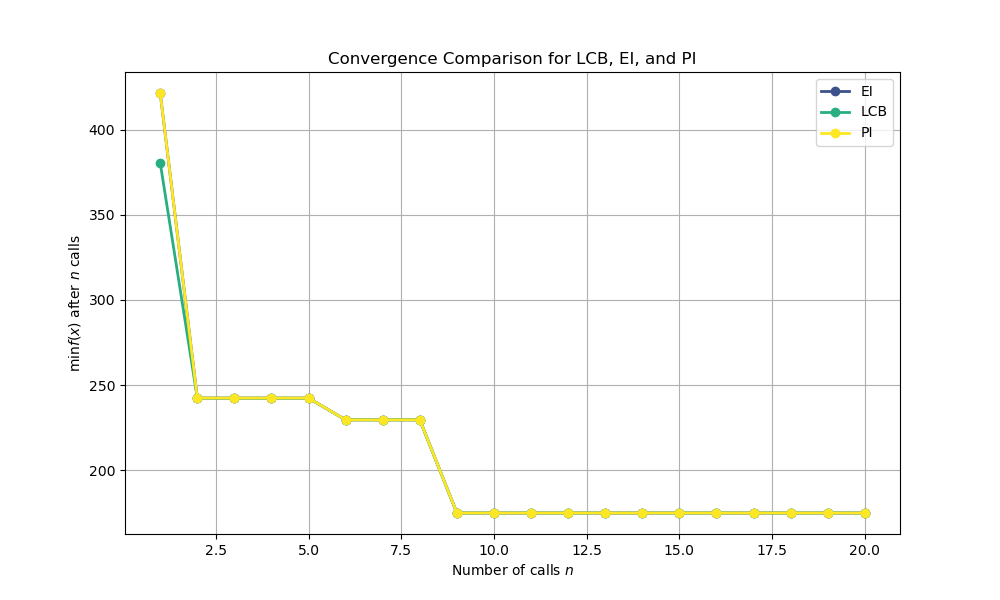 Convergence Comparison for LCB, EI, and PI
EI
LCB
PI
min f(x) after n calls
400
350
300
250
200
2.5 5.0 7.5 10.0 12.5 15.0 17.5 20.0
Number of calls n